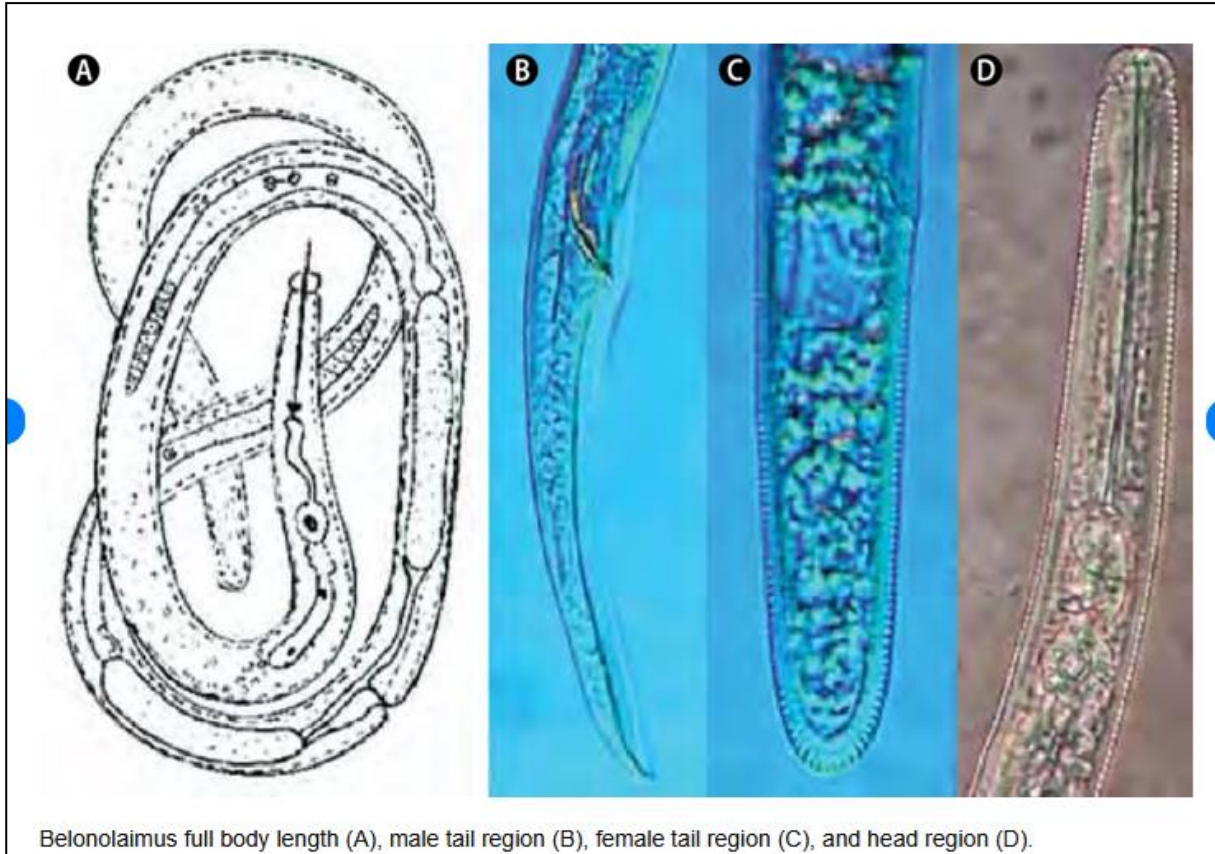 A
B
C
D
Belonolaimus full body length (A), male tail region (B), female tail region (C), and head region (D).